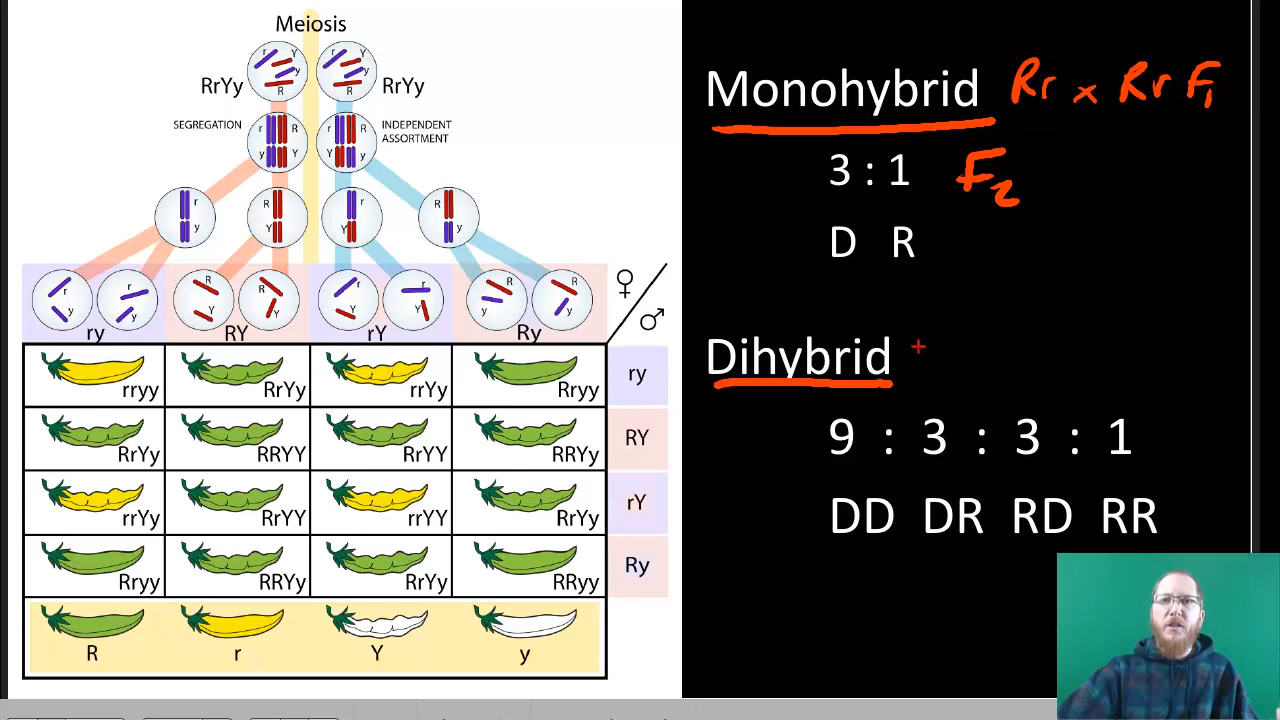 Meiosis
r Y y R
r Y y R
RrYy
RrYy
SEGREGATION
INDEPENDENT
ASSORTMENT
r R
y Y
r R
Y y
r
y
R
Y
r
Y
R
y
r y
r y
R Y
R Y
r Y
r Y
R y
R y
♀
♂
ry RY rY Ry
rryy RrYy rrYy Rryy ry
RrYy RRYY RrYY RRYy RY
rrYy RrYY rrYY RrYy rY
Rryy RRYy RrYy RRyy Ry
R r Y y
Monohybrid Rr x Rr F1
3 : 1 F2
D R
Dihybrid
9 : 3 : 3 : 1
DD DR RD RR